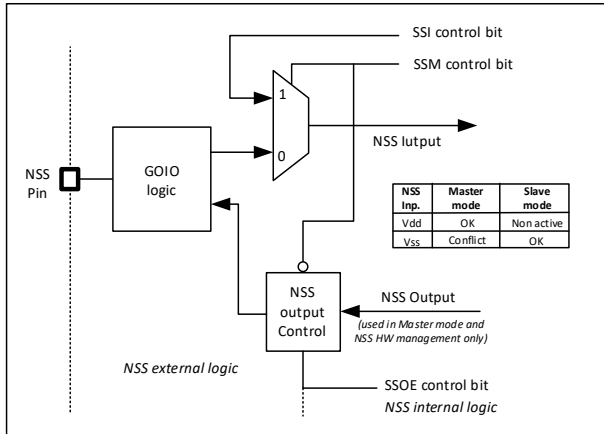 SSI control bit
SSM control bit
1
0
NSS Iutput
NSS
Pin
GOIO
logic
NSS Inp. Master mode Slave mode
Vdd OK Non active
Vss Conflict OK
NSS
output
Control
NSS Output
(used in Master mode and
NSS HW management only)
NSS external logic
SSOE control bit
NSS internal logic